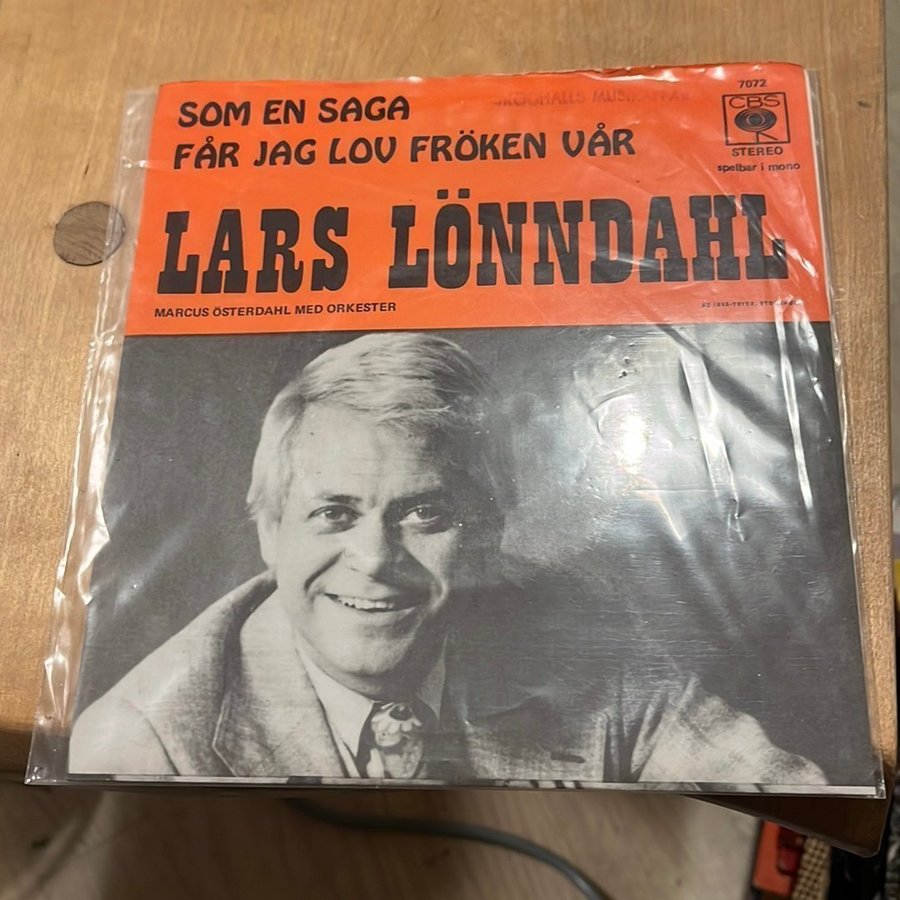 SOM EN SAGA
FÅR JAG LOV FRÖKEN VÅR
7072
CBS
STEREO
spelbar i mono
LARS LÖNNDAHL
MARCUS ÖSTERDAHL MED ORKESTER